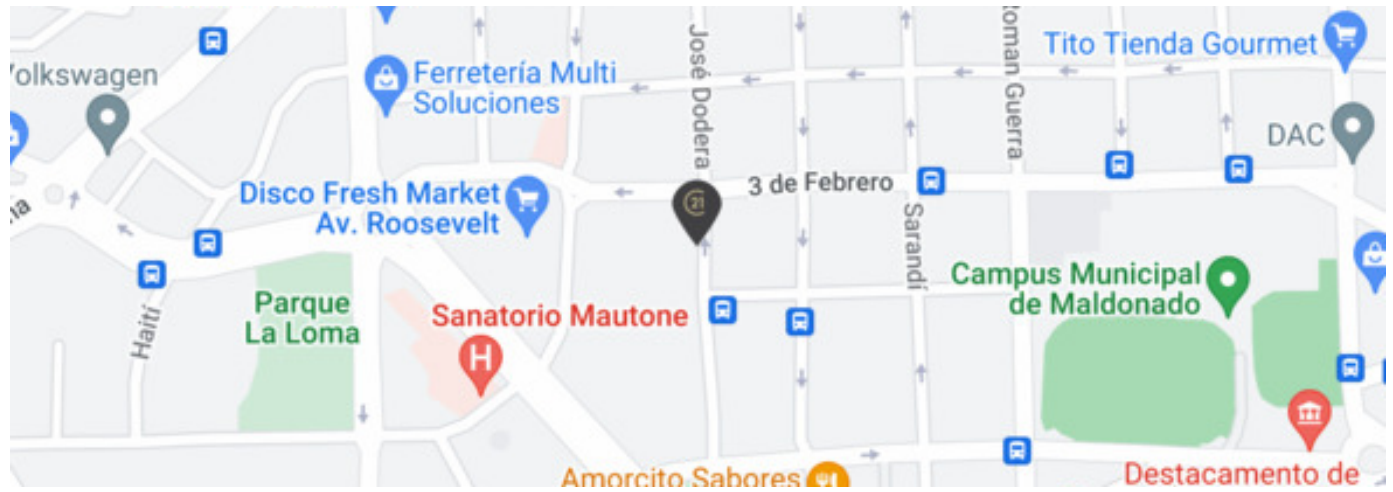 Tito Tienda Gourmet
Volkswagen
Ferretería Multi
Soluciones
José Dodera
Roman Guerra
DAC
Disco Fresh Market
Av. Roosevelt
21
3 de Febrero
Sarandí
Campus Municipal
de Maldonado
Parque
La Loma
Haití
Sanatorio Mautone
H
Amorcito Sabores
Destacamento de